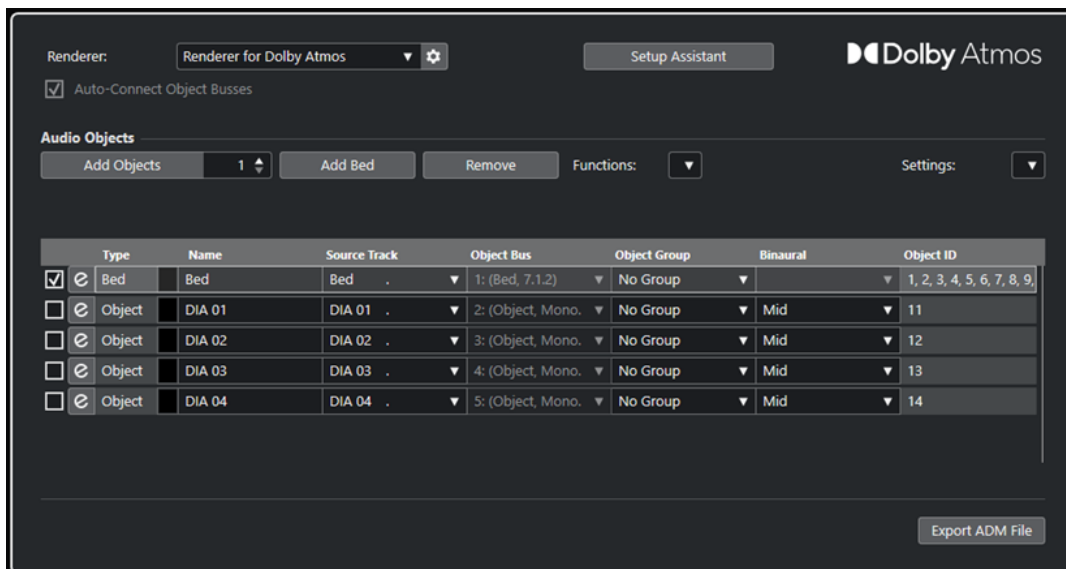 Renderer: Renderer for Dolby Atmos Setup Assistant Dolby Atmos
Auto-Connect Object Busses
Audio Objects
Add Objects 1 Add Bed Remove Functions: Settings:
Type Name Source Track Object Bus Object Group Binaural Object ID
Bed Bed Bed . 1: (Bed, 7.1.2) No Group 1, 2, 3, 4, 5, 6, 7, 8, 9,
e Object DIA 01 DIA 01 . 2: (Object, Mono. No Group Mid 11
e Object DIA 02 DIA 02 . 3: (Object, Mono. No Group Mid 12
e Object DIA 03 DIA 03 . 4: (Object, Mono. No Group Mid 13
e Object DIA 04 DIA 04 . 5: (Object, Mono. No Group Mid 14
Export ADM File